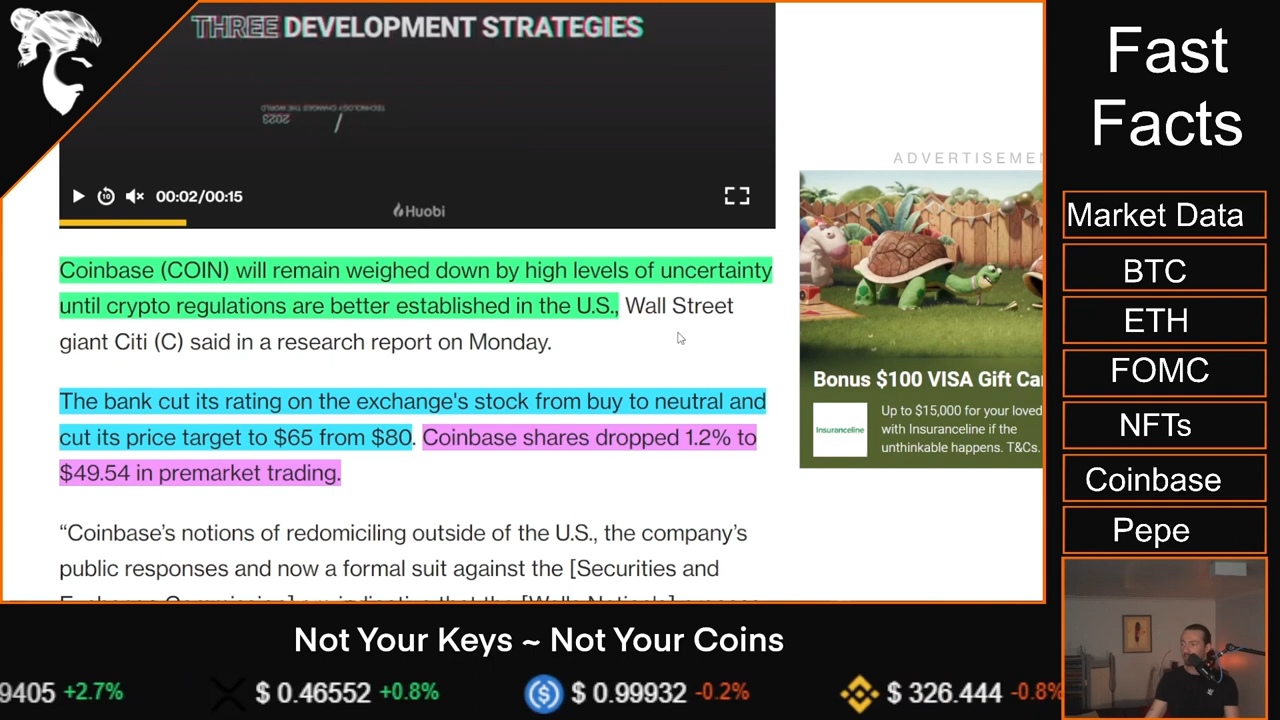 THREE DEVELOPMENT STRATEGIES
TECHNOLOGY CHANGED THE WORLD
2023
/
00:02/00:15
Huobi
ADVERTISEMEN
Bonus $100 VISA Gift Car
Insuranceline
Up to $15,000 for your loved
with Insuranceline if the
unthinkable happens. T&Cs.
Coinbase (COIN) will remain weighed down by high levels of uncertainty
until crypto regulations are better established in the U.S., Wall Street
giant Citi (C) said in a research report on Monday.
The bank cut its rating on the exchange's stock from buy to neutral and
cut its price target to $65 from $80. Coinbase shares dropped 1.2% to
$49.54 in premarket trading.
“Coinbase’s notions of redomiciling outside of the U.S., the company’s
public responses and now a formal suit against the [Securities and
Fast
Facts
Market Data
BTC
ETH
FOMC
NFTs
Coinbase
Pepe
Not Your Keys ~ Not Your Coins
9405 +2.7% $ 0.46552 +0.8% $ 0.99932 -0.2% $ 326.444 -0.8%